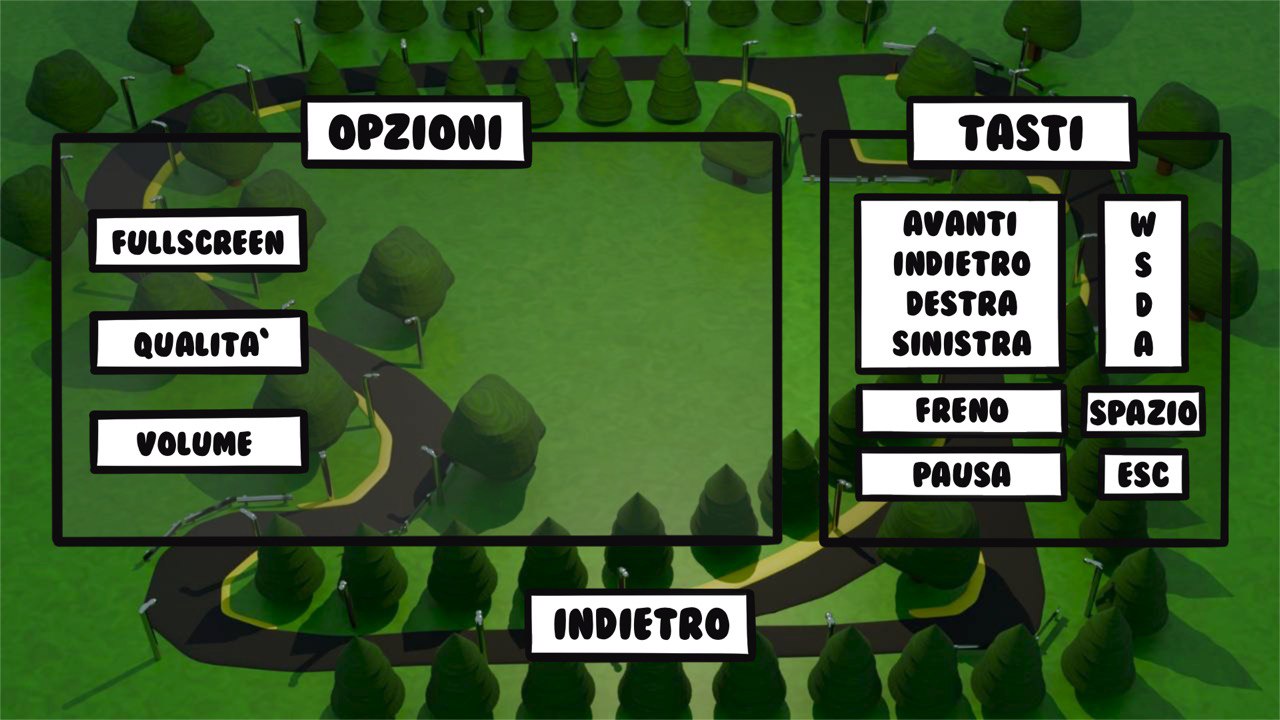 OPZIONI
FULLSCREEN
QUALITA`
VOLUME
TASTI
AVANTI W
INDIETRO S
DESTRA D
SINISTRA A
FRENO SPAZIO
PAUSA ESC
INDIETRO